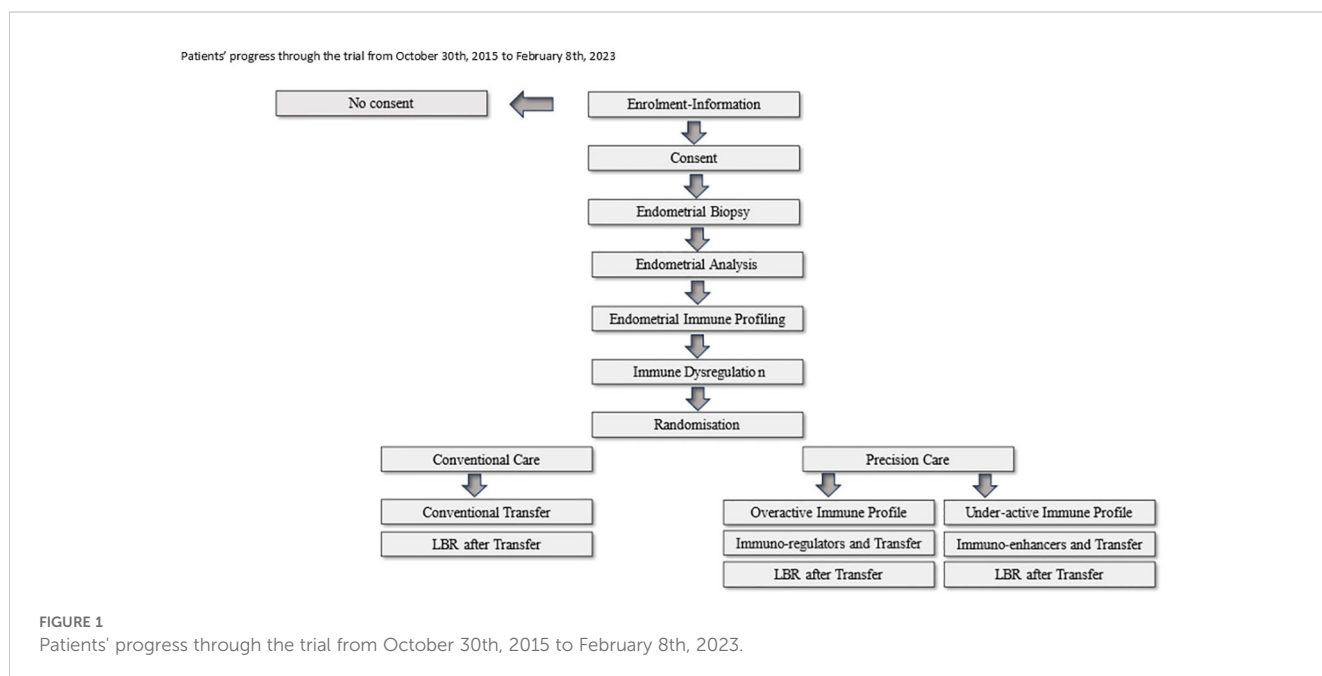 Patients' progress through the trial from October 30th, 2015 to February 8th, 2023
No consent
Enrolment-Information
Consent
Endometrial Biopsy
Endometrial Analysis
Endometrial Immune Profiling
Immune Dysregulation
Randomisation
Conventional Care
Precision Care
Conventional Transfer
Overactive Immune Profile
Under-active Immune Profile
LBR after Transfer
Immuno-regulators and Transfer
Immuno-enhancers and Transfer
LBR after Transfer
LBR after Transfer
FIGURE 1
Patients' progress through the trial from October 30th, 2015 to February 8th, 2023.